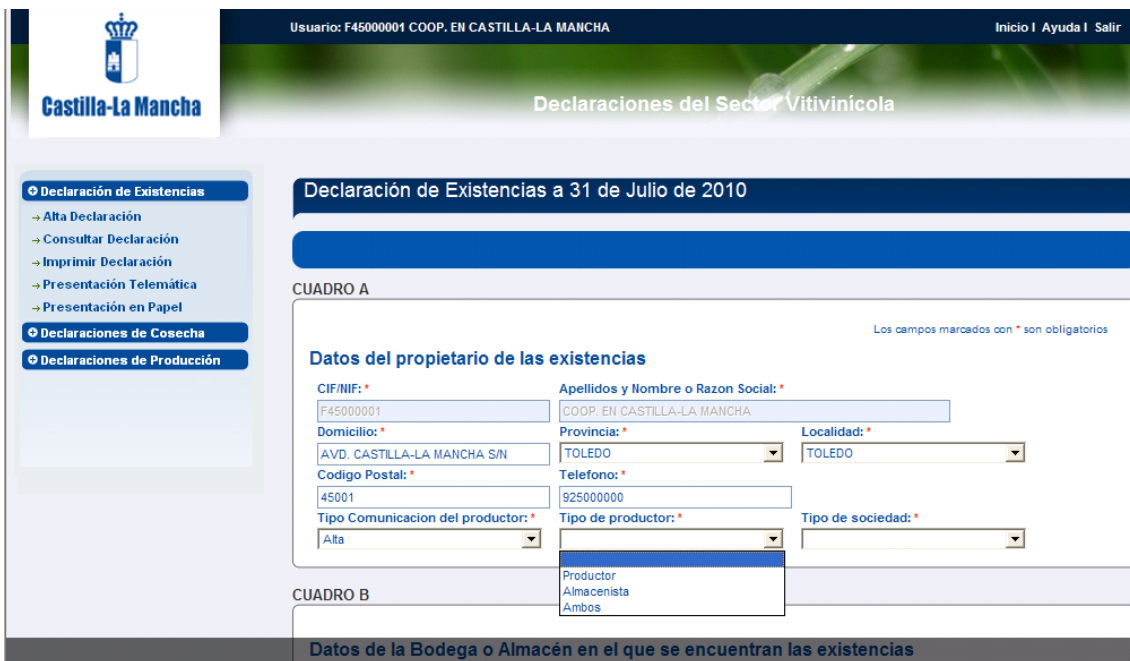 Usuario: F45000001 COOP. EN CASTILLA-LA MANCHA
Inicio I Ayuda I Salir
Castilla-La Mancha
Declaraciones del Sector Vitivinícola
Declaración de Existencias
Alta Declaración
Consultar Declaración
Imprimir Declaración
Presentación Telemática
Presentación en Papel
Declaraciones de Cosecha
Declaraciones de Producción
Declaración de Existencias a 31 de Julio de 2010
CUADRO A
Los campos marcados con * son obligatorios
Datos del propietario de las existencias
CIF/NIF: * Apellidos y Nombre o Razon Social: *
F45000001 COOP. EN CASTILLA-LA MANCHA
Domicilio: * Provincia: * Localidad: *
AVD. CASTILLA-LA MANCHA S/N TOLEDO TOLEDO
Codigo Postal: * Telefono: *
45001 925000000
Tipo Comunicacion del productor: * Tipo de productor: * Tipo de sociedad: *
Alta
Productor
Almacenista
Ambos
CUADRO B
Datos de la Bodega o Almacén en el que se encuentran las existencias